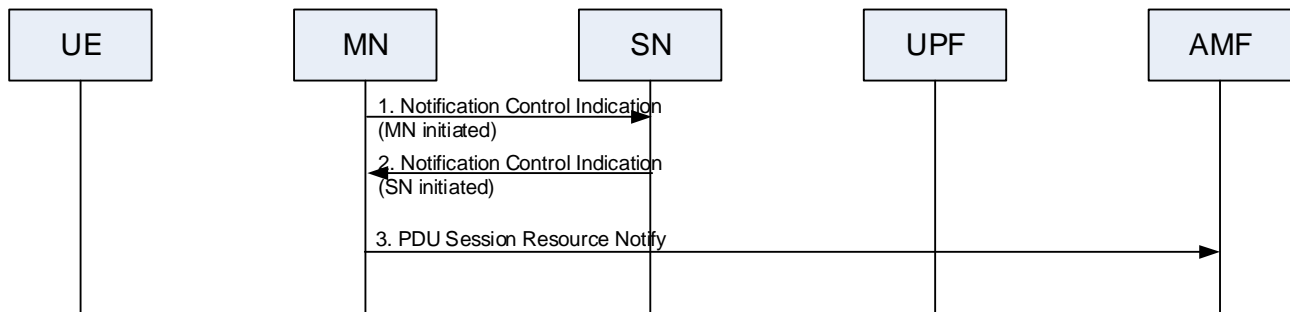 UE
MN
SN
UPF
AMF
1. Notification Control Indication
(MN initiated)
2. Notification Control Indication
(SN initiated)
3. PDU Session Resource Notify